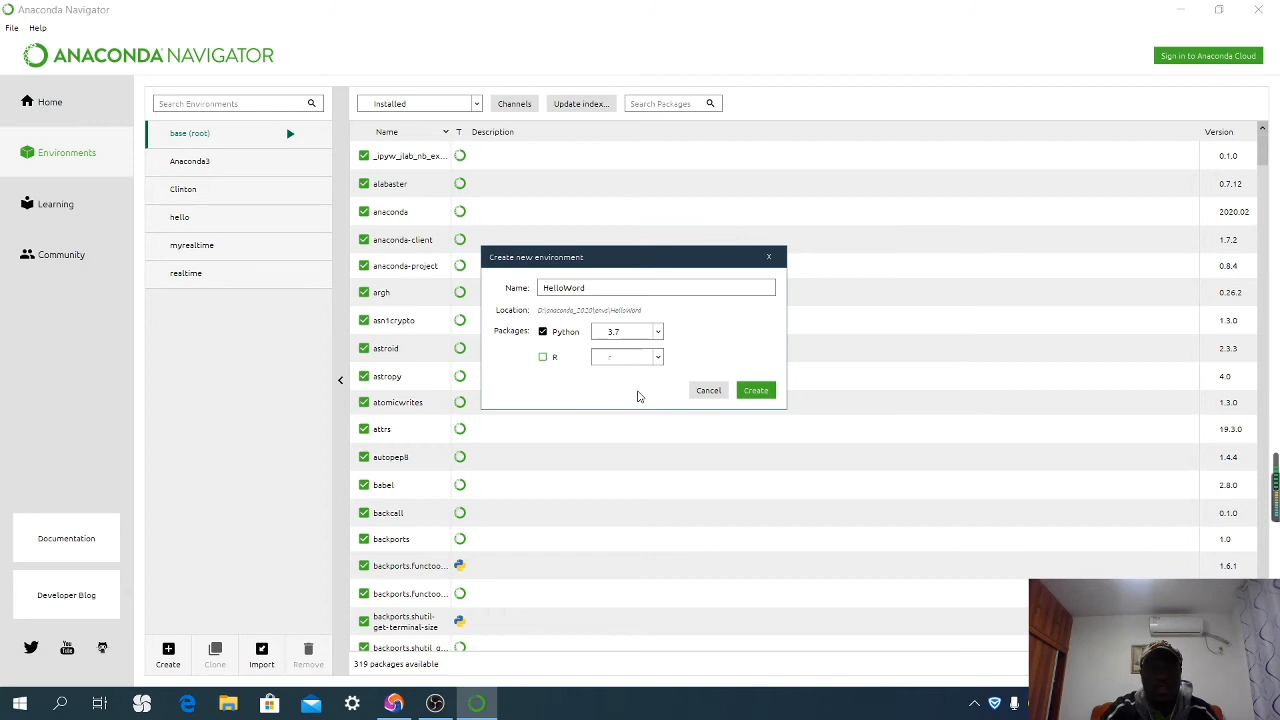 Anaconda Navigator
File Help
ANACONDA NAVIGATOR
Sign in to Anaconda Cloud
Home
Environments
Learning
Community
Documentation
Developer Blog
Search Environments
base (root)
Anaconda3
Clinton
hello
myrealtime
realtime
Create
Clone
Import
Remove
Installed
Channels
Update index...
Search Packages
Name T Description Version
_ipyw_jlab_nb_ex... 0.1.0
alabaster 0.7.12
anaconda 2020.02
anaconda-client 1.7.2
anaconda-project 0.8.4
argh 0.26.2
asn1crypto 1.3.0
astroid 2.3.3
astropy 4.0
atomicwrites 1.3.0
attrs 19.3.0
autopep8 1.4.4
babel 2.8.0
backcall 0.1.0
backports 1.0
backports.functoo... 1.6.1
backports.functoo...
backports.shutil-
get-terminal-size
backports.shutil_g...
319 packages available
Create new environment X
Name: HelloWord
Location: D:\anaconda_2020\envs\HelloWord
Packages: Python 3.7
R r
Cancel Create
You
Tube